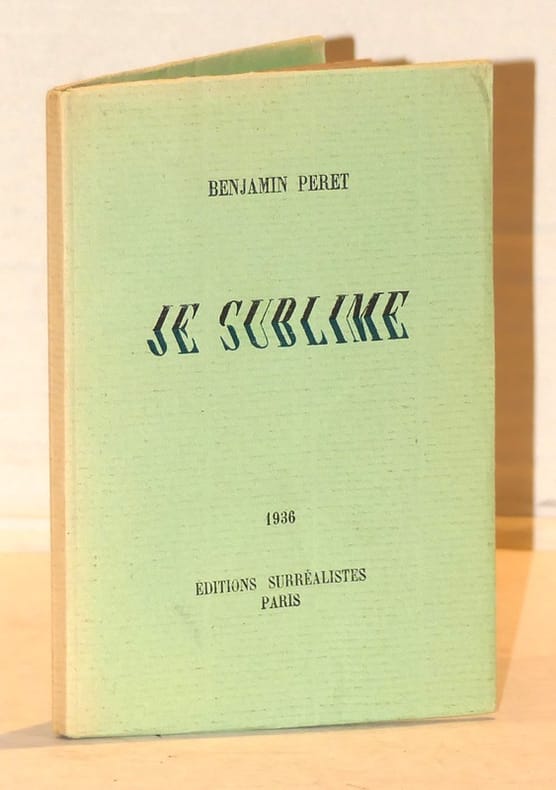 BENJAMIN PERET
JE SUBLIME
1936
ÉDITIONS SURRÉALISTES
PARIS